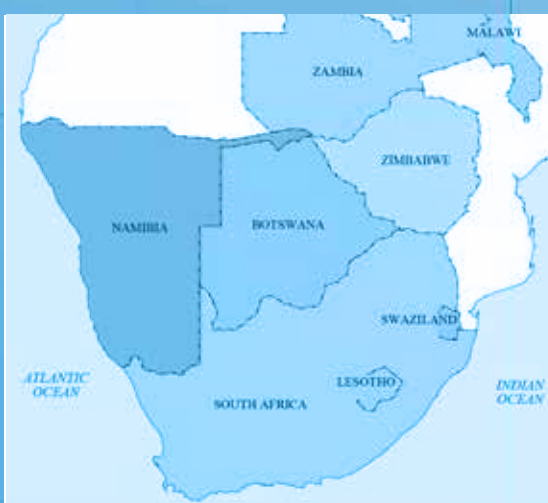 MALAWI
ZAMBIA
ZIMBABWE
NAMIBIA
BOTSWANA
SWAZILAND
ATLANTIC
OCEAN
LESOTHO
SOUTH AFRICA
INDIAN
OCEAN